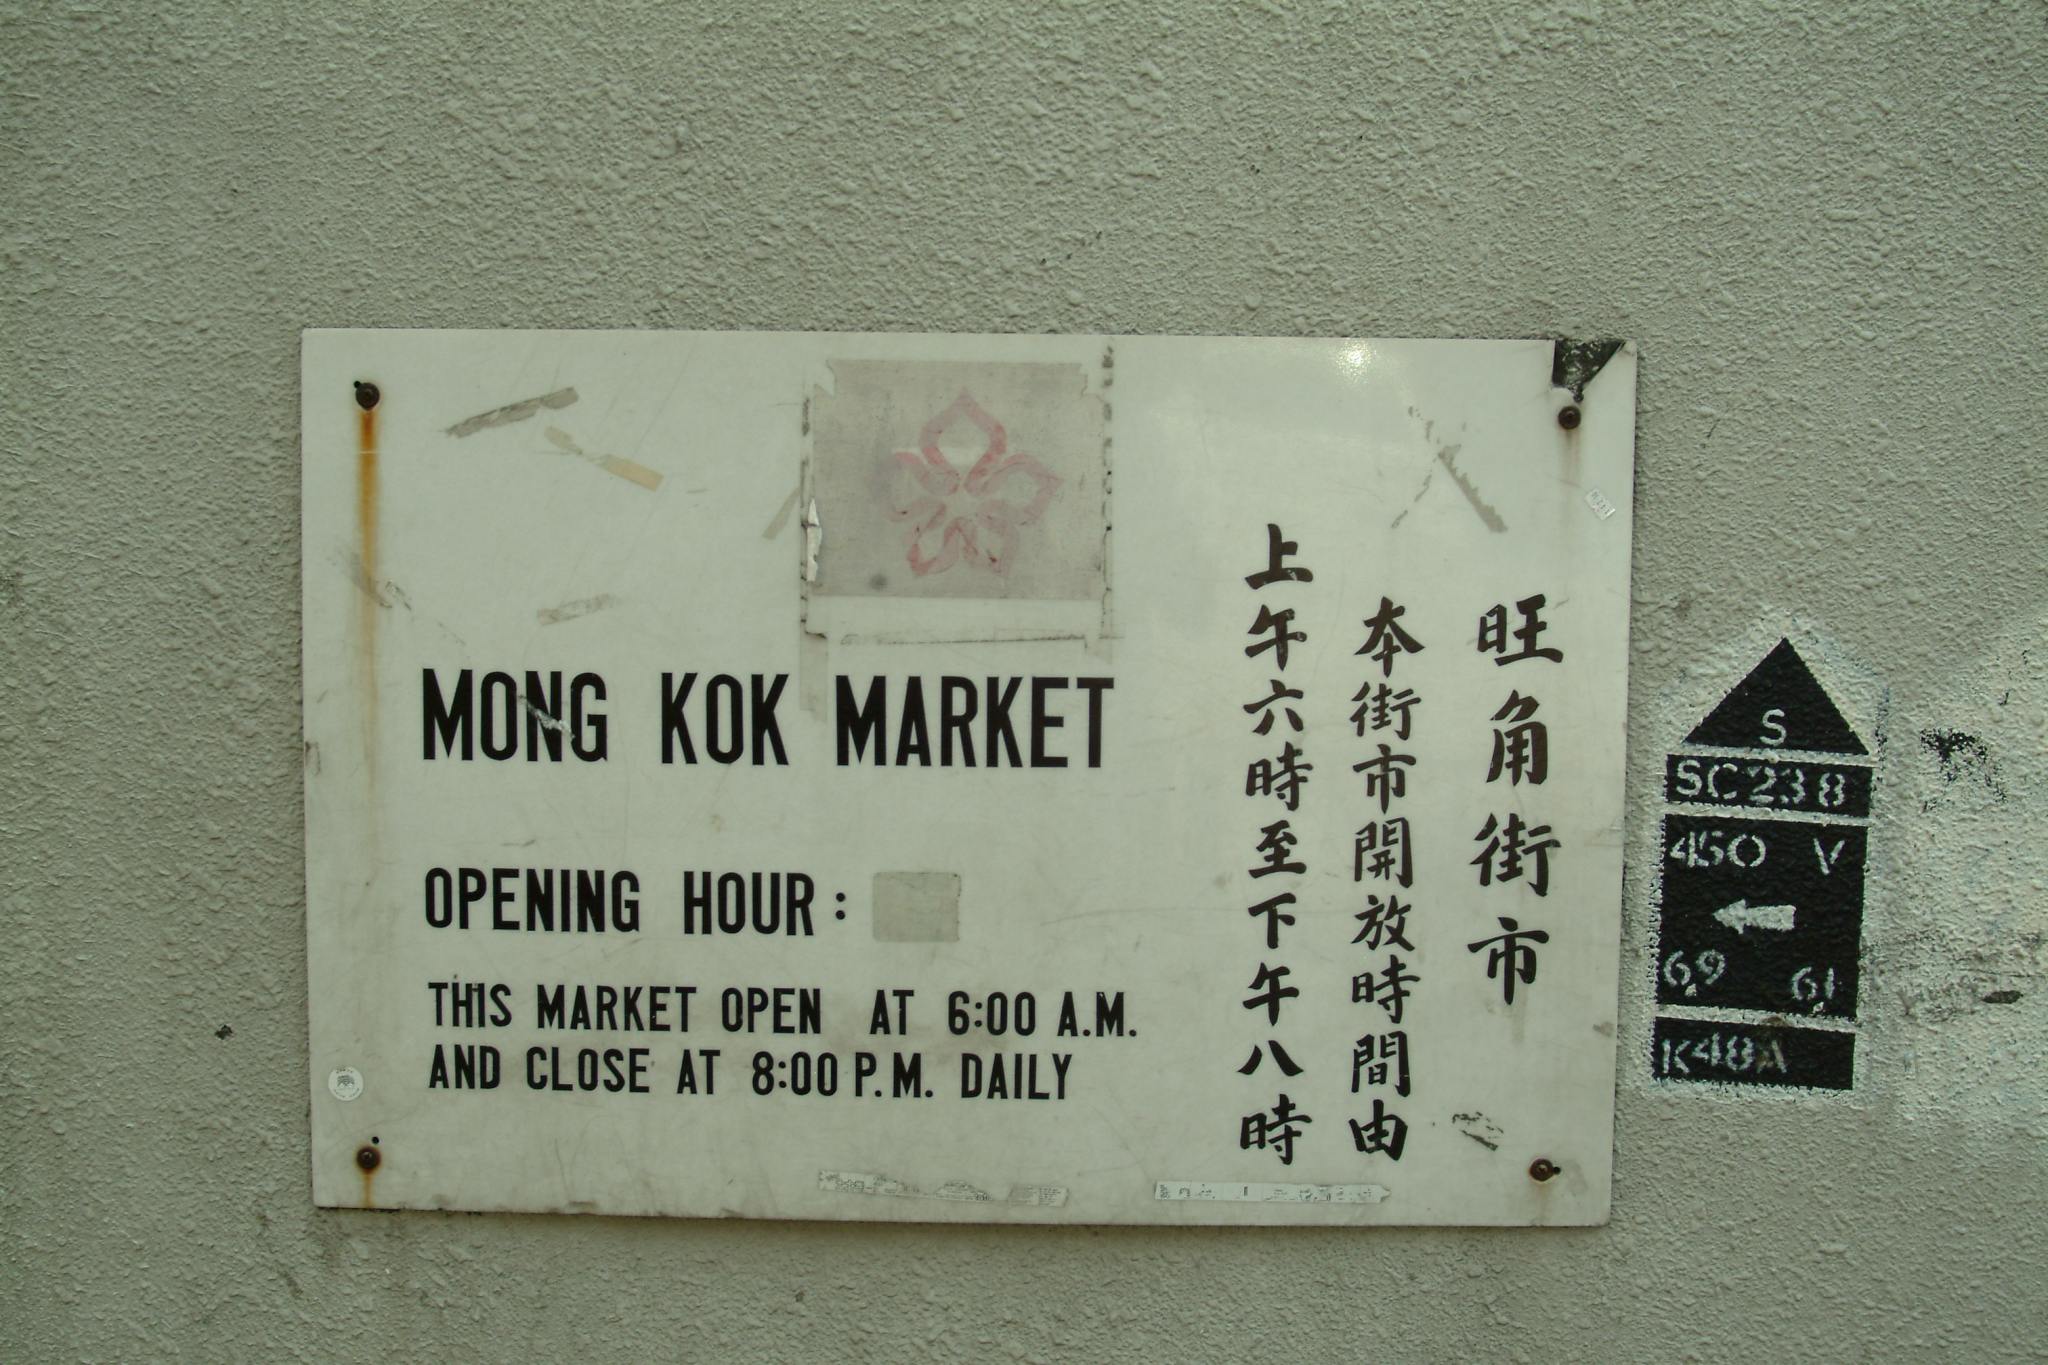 MONG KOK MARKET
OPENING HOUR:
THIS MARKET OPEN AT 6:00 A.M.
AND CLOSE AT 8:00 P.M. DAILY
旺角街市
本街市開放時間由
上午六時至下午八時
S
SC238
450 V
69 61
K48A